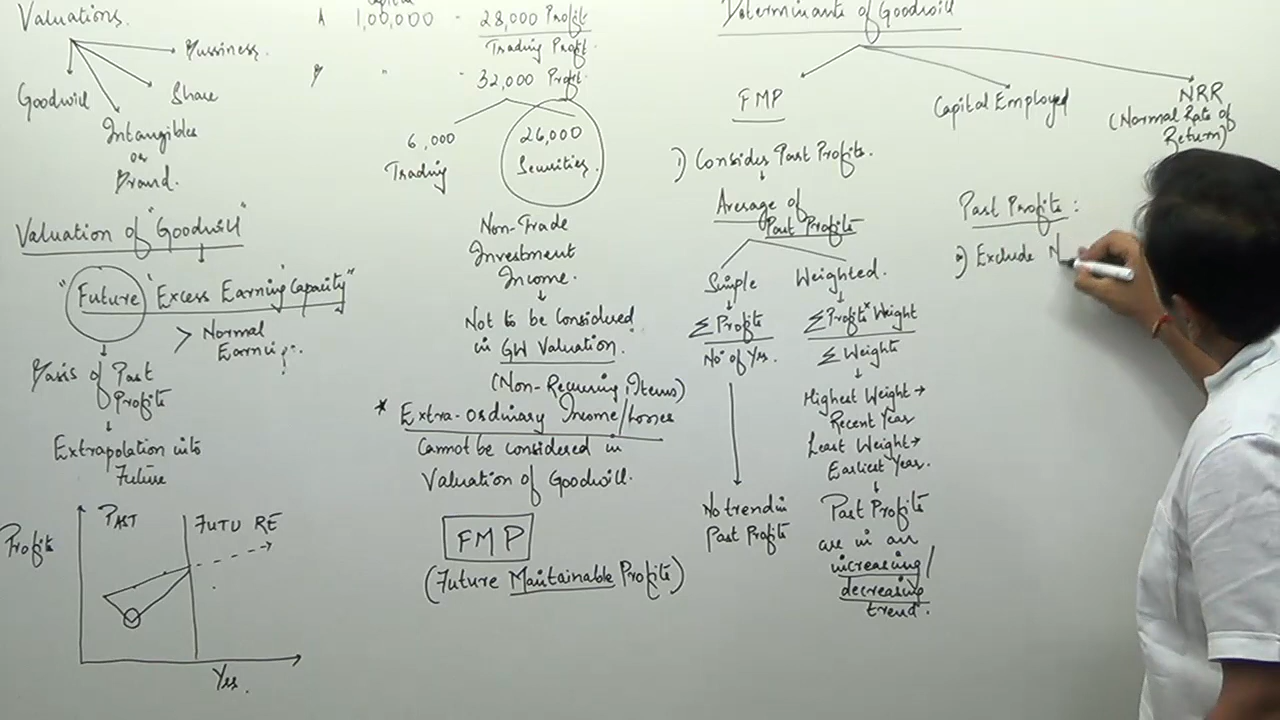 Valuations.
Bussiness.
Goodwill
Share
Intangibles
or
Brand.
Valuation of "Goodwill"
"Future "Excess Earning Capacity"
> Normal
Earning.
Basis of Past
Profits
Extrapolation into
Future
PAST
FUTURE
Profits
Yrs.
Capital
A 1,00,000 - 28,000 Profit
Trading Profit.
B " - 32,000 Profit.
6,000
Trading
26,000
Securities.
Non-Trade
Investment
Income.
Not to be Considered
in GW Valuation.
(Non-Recurring Items)
* Extra-Ordinary Income/Losses
Cannot be considered in
Valuation of Goodwill.
FMP
(Future Maintainable Profits)
Determinants of Goodwill
FMP
Capital Employed
NRR
(Normal Rate of
Return)
1) Consider Past Profits.
Average of
Past Profits
Simple
Weighted.
Σ Profits
No. of Yrs.
Σ Profits x Weight
Σ Weights
Highest Weight →
Recent Year
Least Weight →
Earliest Year.
No trend in
Past Profits
Past Profits
are in an
increasing/
decreasing
trend.
Past Profits:
a) Exclude N